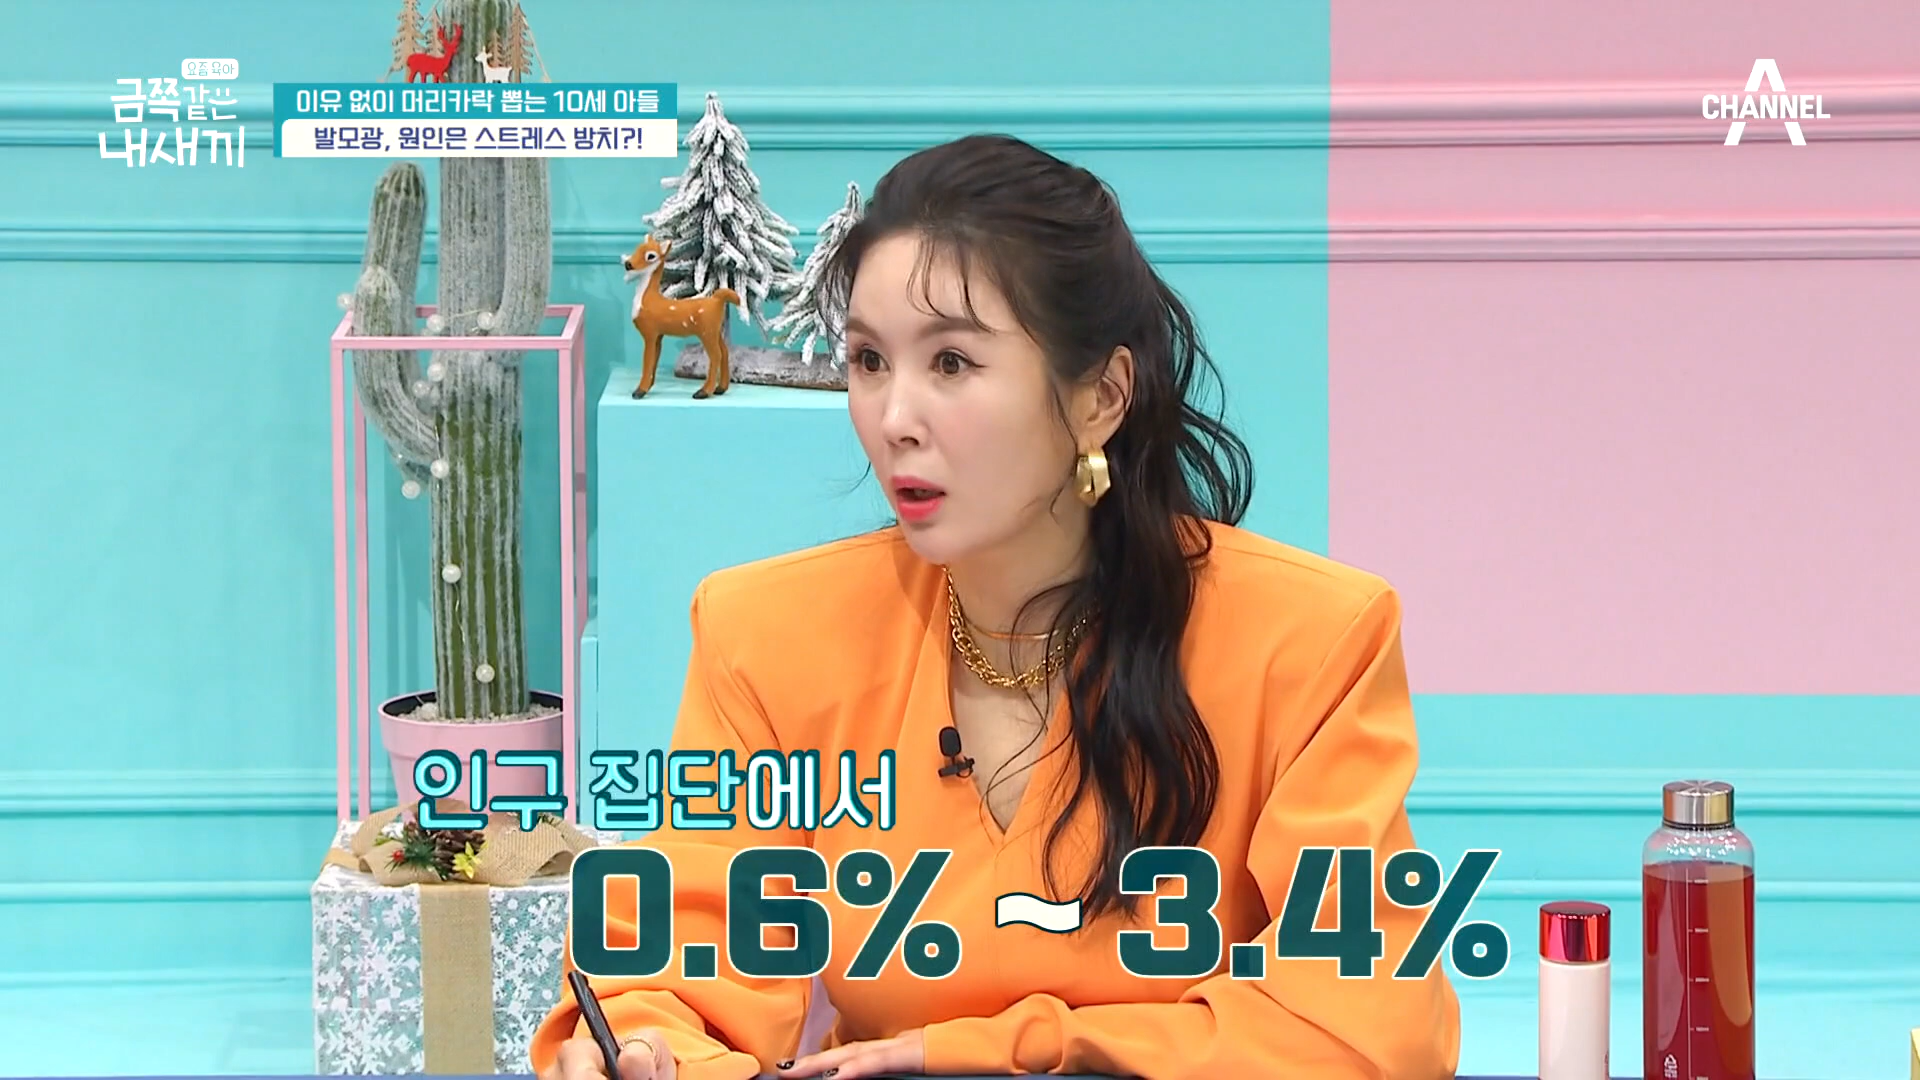 요즘 육아
금쪽같은
내새끼
이유 없이 머리카락 뽑는 10세 아들
발모광, 원인은 스트레스 방치?!
CHANNEL A
인구 집단에서
0.6% ~ 3.4%